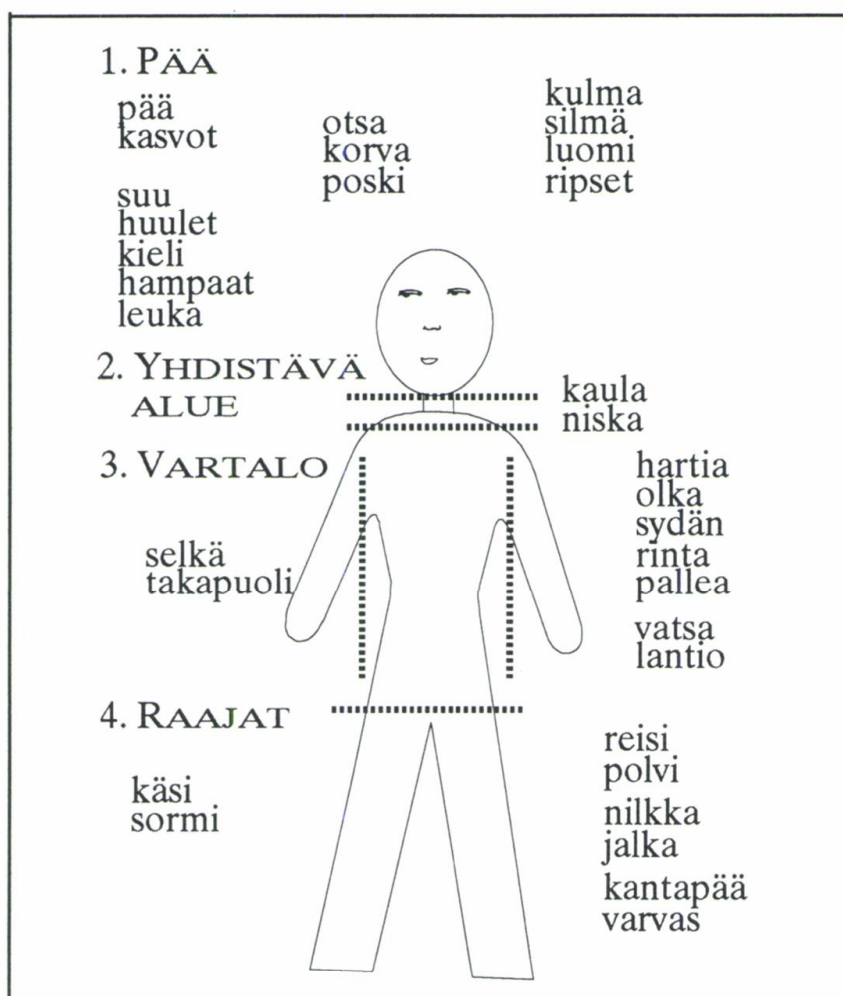 1. PÄÄ
pää
kasvot
otsa
korva
poski
kulma
silmä
luomi
ripset
suu
huulet
kieli
hampaat
leuka
2. YHDISTÄVÄ
ALUE
kaula
niska
3. VARTALO
hartia
olka
sydän
rinta
pallea
vatsa
lantio
selkä
takapuoli
4. RAAJAT
käsi
sormi
reisi
polvi
nilkka
jalka
kantapää
varvas